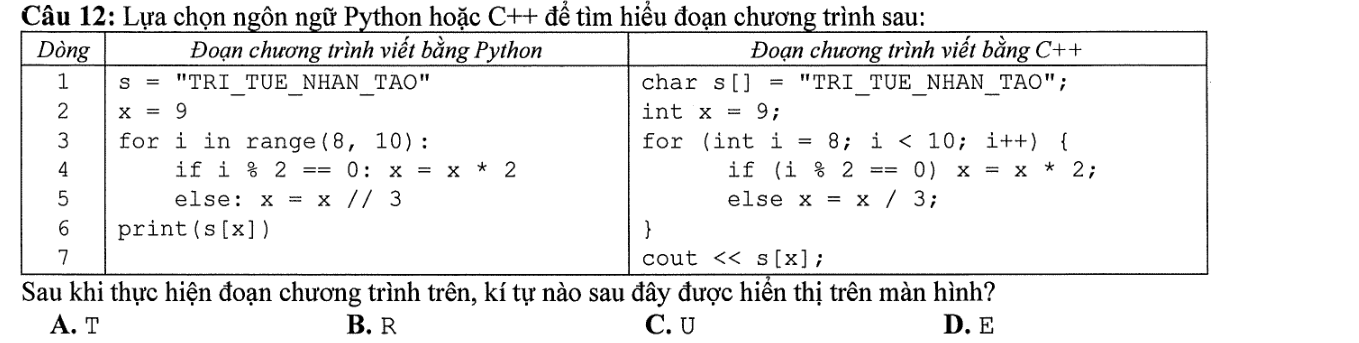 Câu 12: Lựa chọn ngôn ngữ Python hoặc C++ để tìm hiểu đoạn chương trình sau:
Dòng Đoạn chương trình viết bằng Python Đoạn chương trình viết bằng C++
1 s = "TRI_TUE_NHAN_TAO" char s[] = "TRI_TUE_NHAN_TAO";
2 x = 9 int x = 9;
3 for i in range(8, 10): for (int i = 8; i < 10; i++) {
4 if i % 2 == 0: x = x * 2 if (i % 2 == 0) x = x * 2;
5 else: x = x // 3 else x = x / 3;
6 print(s[x]) }
7 cout << s[x];
Sau khi thực hiện đoạn chương trình trên, kí tự nào sau đây được hiển thị trên màn hình?
A. T B. R C. U D. E